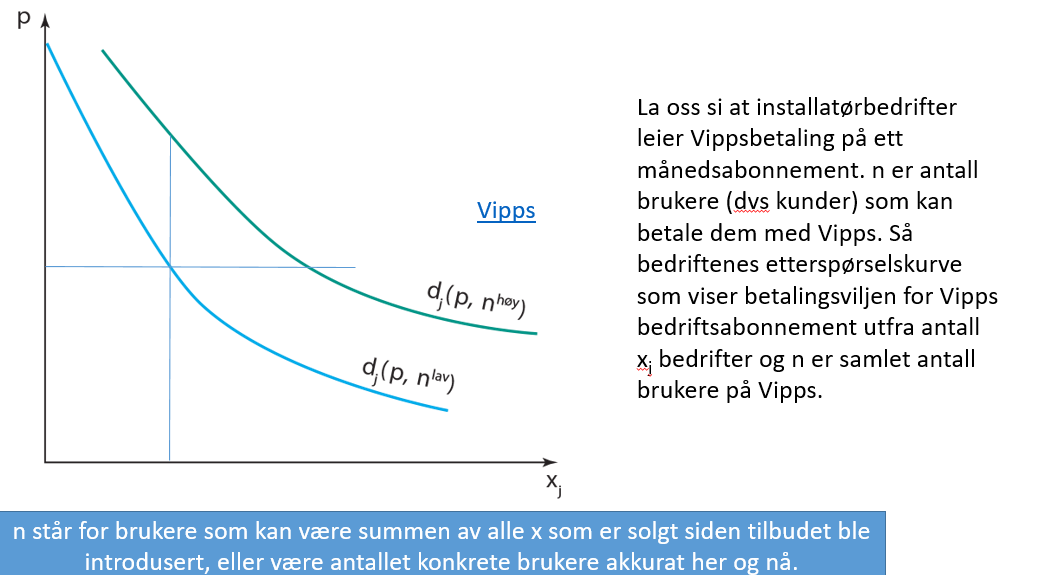 p
La oss si at installatørbedrifter
leier Vippsbetaling på ett
månedsabonnement. n er antall
brukere (dvs kunder) som kan
betale dem med Vipps. Så
bedriftenes etterspørselskurve
som viser betalingsviljen for Vipps
bedriftsabonnement utfra antall
xj bedrifter og n er samlet antall
brukere på Vipps.
Vipps
dj(p, nhøy)
dj(p, nlav)
xj
n står for brukere som kan være summen av alle x som er solgt siden tilbudet ble
introdusert, eller være antallet konkrete brukere akkurat her og nå.